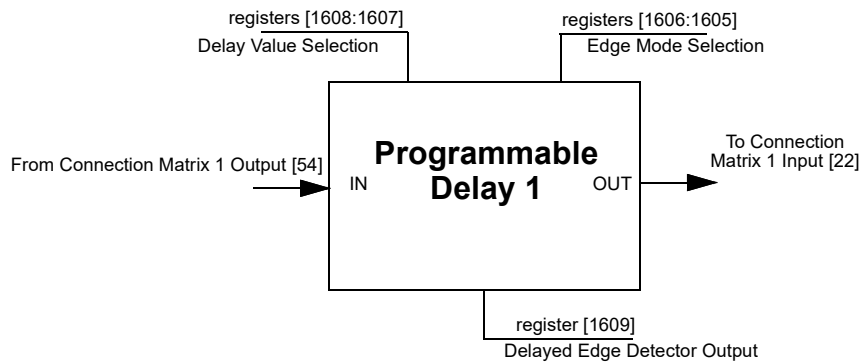 registers [1608:1607]
Delay Value Selection
registers [1606:1605]
Edge Mode Selection
From Connection Matrix 1 Output [54]
IN
Programmable
Delay 1
OUT
To Connection
Matrix 1 Input [22]
register [1609]
Delayed Edge Detector Output